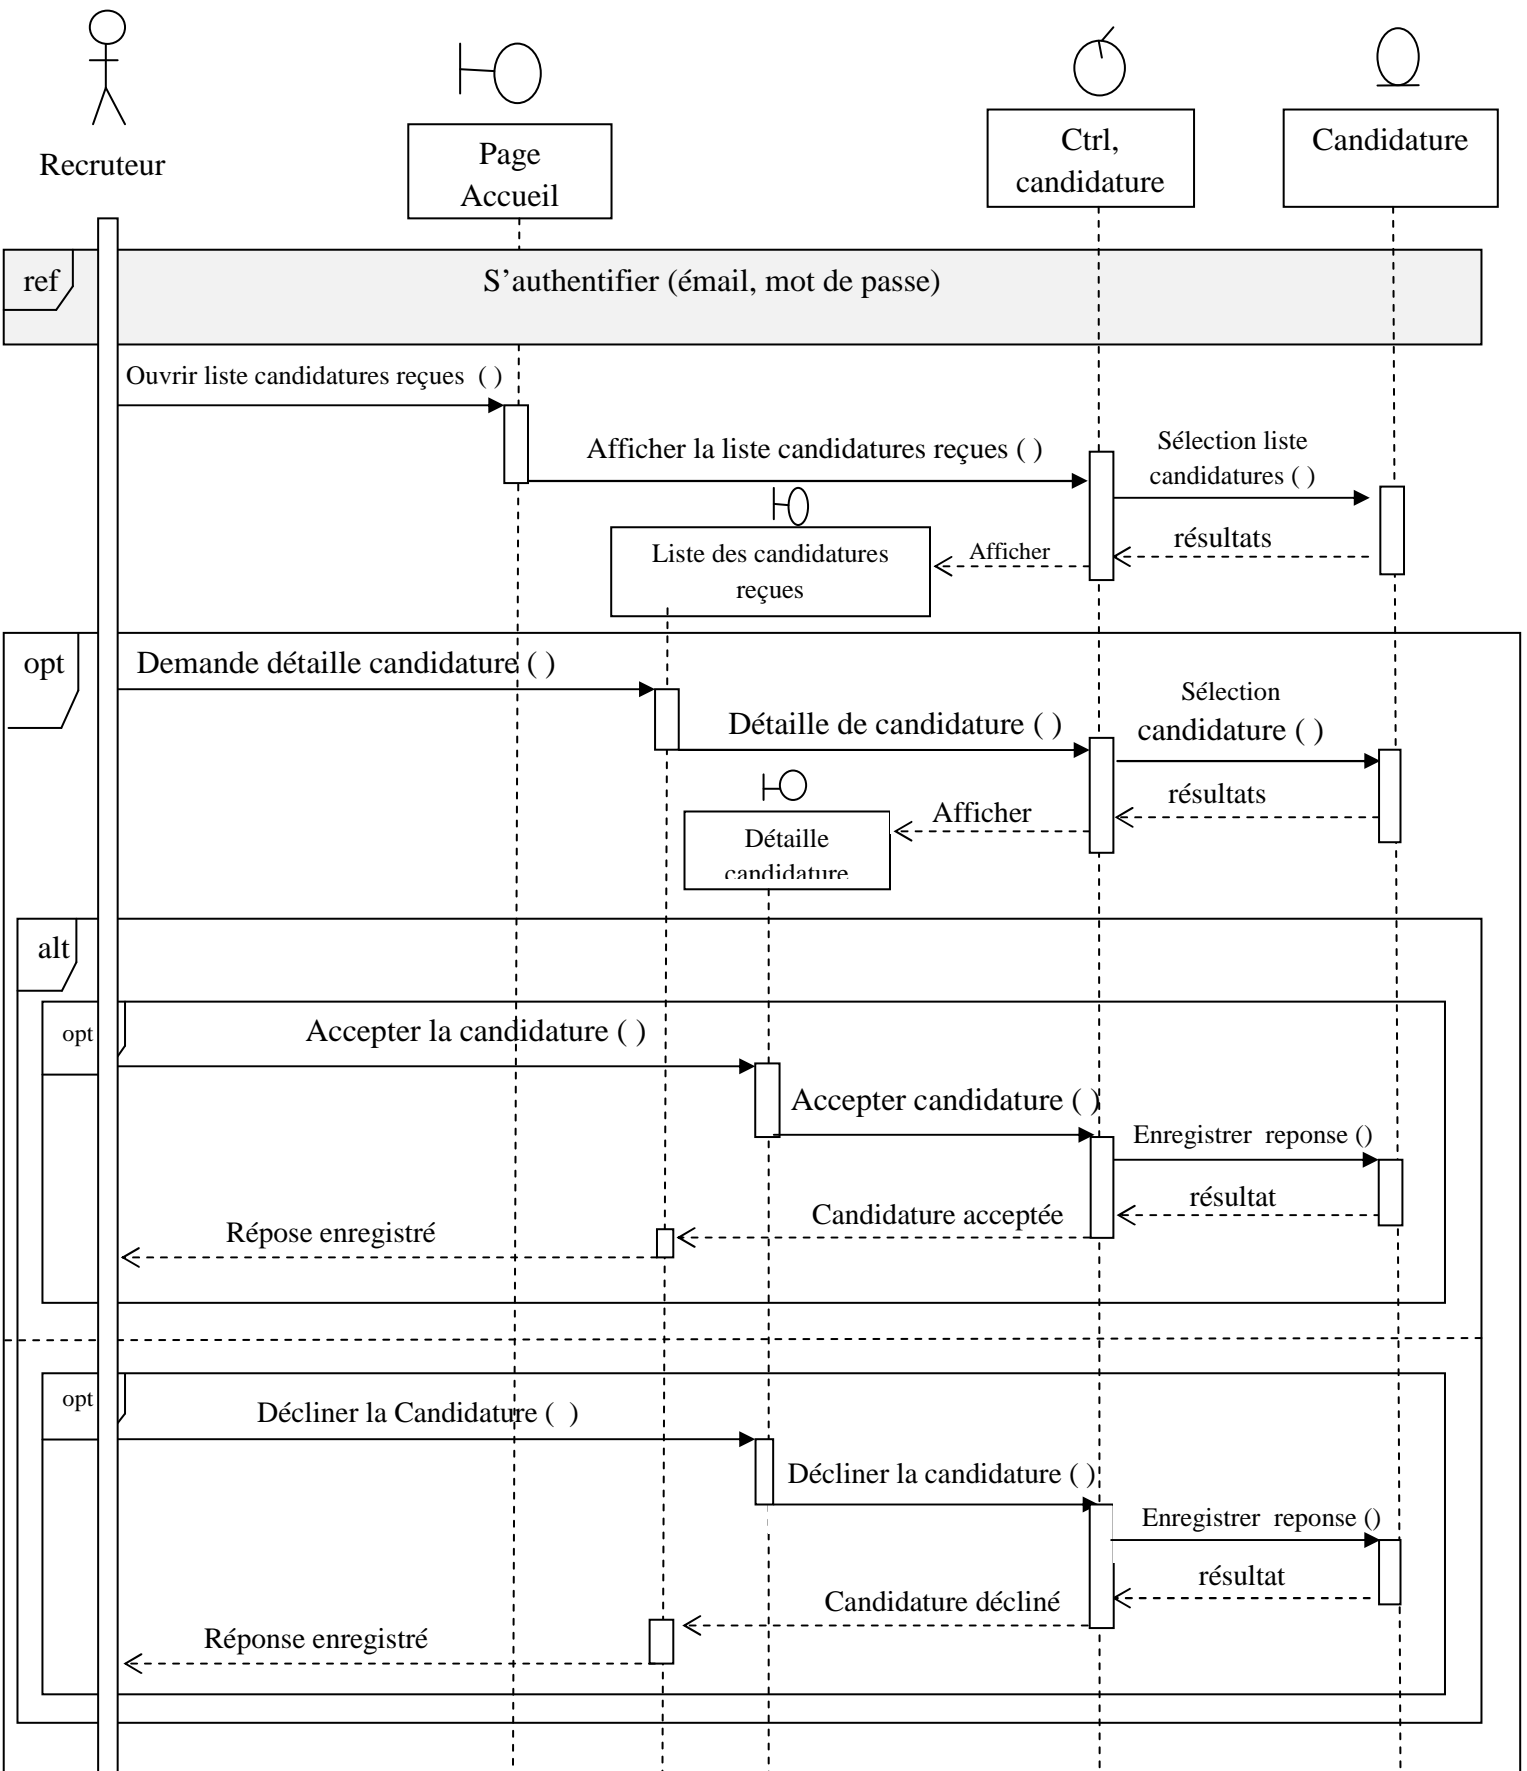 Recruteur
Page
Accueil
Ctrl,
candidature
Candidature
ref
S'authentifier (émail, mot de passe)
Ouvrir liste candidatures reçues  ( )
Afficher la liste candidatures reçues ( )
Sélection liste
candidatures ( )
résultats
Afficher
Liste des candidatures
reçues
opt
Demande détaille candidature ( )
Sélection
candidature ( )
Détaille de candidature ( )
résultats
Afficher
Détaille
candidature
alt
opt
Accepter la candidature ( )
Accepter candidature ( )
Enregistrer  reponse ()
résultat
Candidature acceptée
Répose enregistré
opt
Décliner la Candidature (  )
Décliner la candidature ( )
Enregistrer  reponse ()
résultat
Candidature décliné
Réponse enregistré